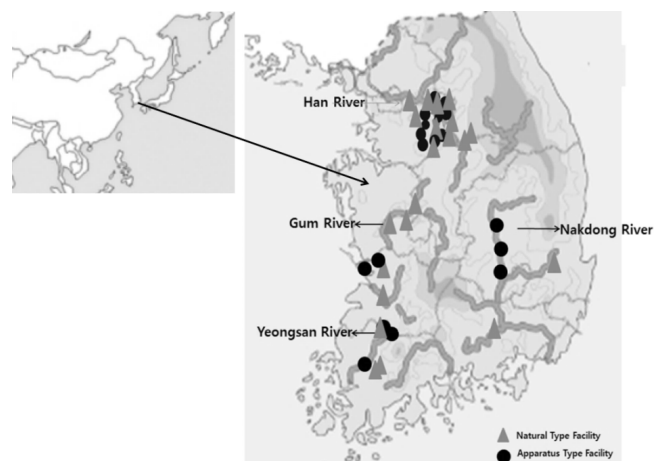 Han River
Gum River
Nakdong River
Yeongsan River
Natural Type Facility
Apparatus Type Facility